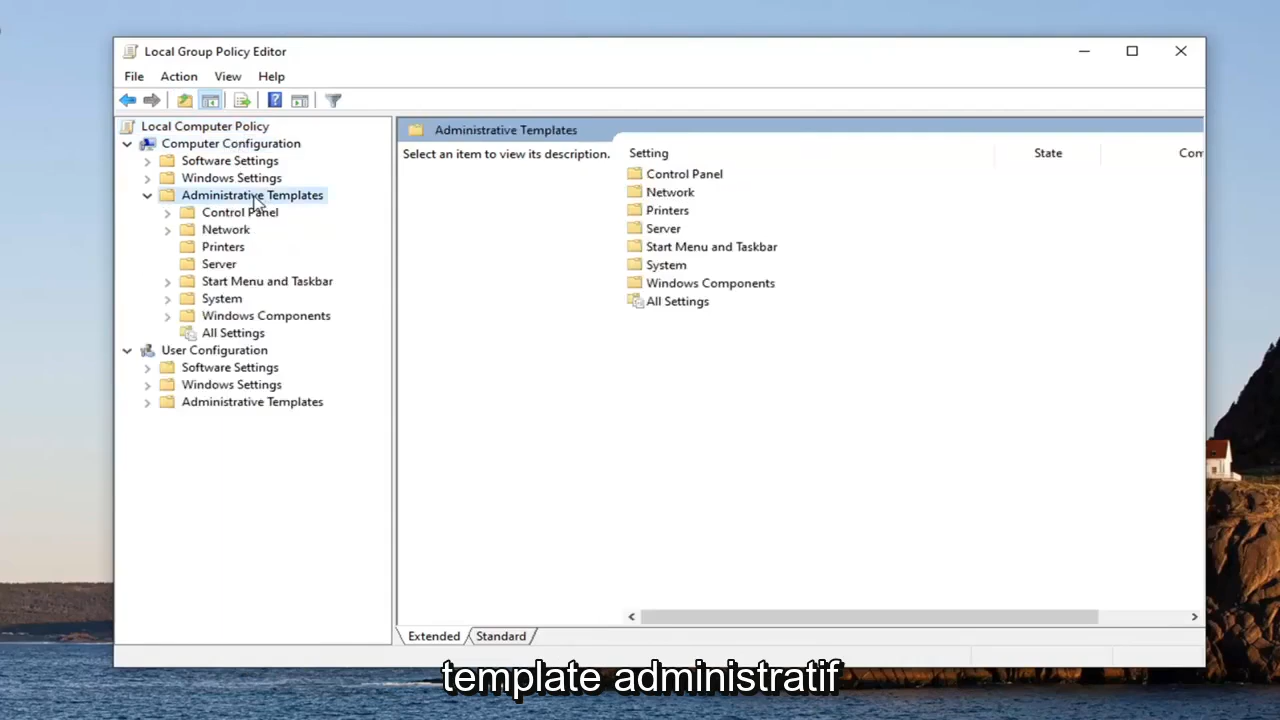 Local Group Policy Editor
File Action View Help
Local Computer Policy
Computer Configuration
Software Settings
Windows Settings
Administrative Templates
Control Panel
Network
Printers
Server
Start Menu and Taskbar
System
Windows Components
All Settings
User Configuration
Software Settings
Windows Settings
Administrative Templates
Administrative Templates
Select an item to view its description.
Setting State Com
Control Panel
Network
Printers
Server
Start Menu and Taskbar
System
Windows Components
All Settings
Extended Standard
template administratif